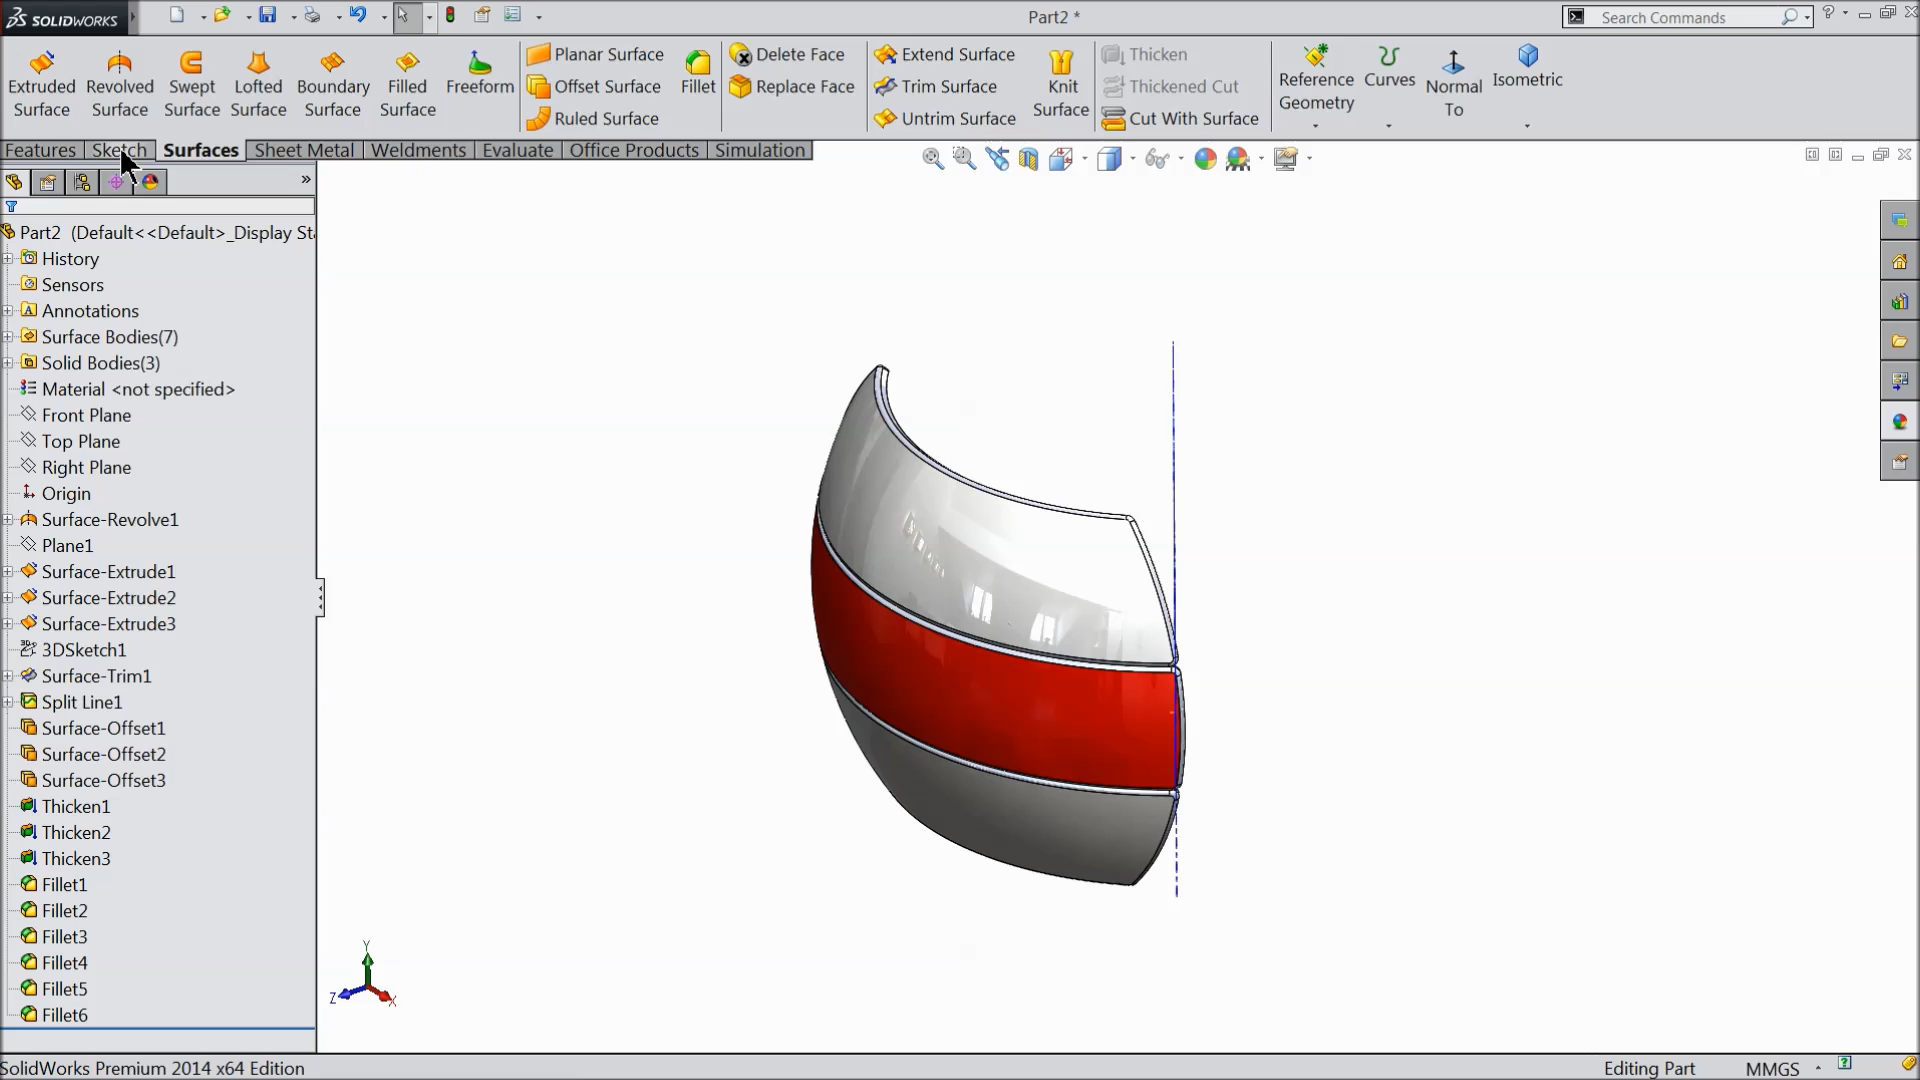 SOLIDWORKS
Part2 *
Search Commands
Extruded Surface
Revolved Surface
Swept Surface
Lofted Surface
Boundary Surface
Filled Surface
Freeform
Planar Surface
Offset Surface
Ruled Surface
Fillet
Delete Face
Replace Face
Extend Surface
Trim Surface
Untrim Surface
Knit Surface
Thicken
Thickened Cut
Cut With Surface
Reference Geometry
Curves
Normal To
Isometric
Features Sketch Surfaces Sheet Metal Weldments Evaluate Office Products Simulation
Part2 (Default<<Default>_Display Sta
History
Sensors
Annotations
Surface Bodies(7)
Solid Bodies(3)
Material <not specified>
Front Plane
Top Plane
Right Plane
Origin
Surface-Revolve1
Plane1
Surface-Extrude1
Surface-Extrude2
Surface-Extrude3
3DSketch1
Surface-Trim1
Split Line1
Surface-Offset1
Surface-Offset2
Surface-Offset3
Thicken1
Thicken2
Thicken3
Fillet1
Fillet2
Fillet3
Fillet4
Fillet5
Fillet6
Y
Z
X
SolidWorks Premium 2014 x64 Edition
Editing Part
MMGS